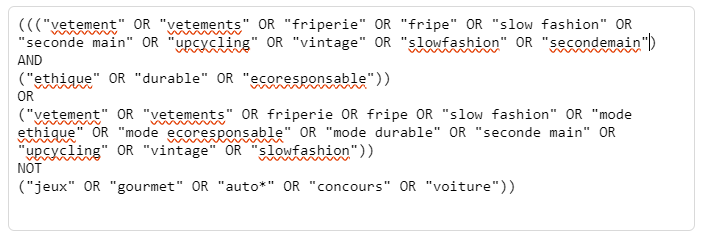 ((("vetement" OR "vetements" OR "friperie" OR "fripe" OR "slow fashion" OR
"seconde main" OR "upcycling" OR "vintage" OR "slowfashion" OR "secondemain")
AND
("ethique" OR "durable" OR "ecoresponsable"))
OR
("vetement" OR "vetements" OR friperie OR fripe OR "slow fashion" OR "mode
ethique" OR "mode ecoresponsable" OR "mode durable" OR "seconde main" OR
"upcycling" OR "vintage" OR "slowfashion"))
NOT
("jeux" OR "gourmet" OR "auto*" OR "concours" OR "voiture"))